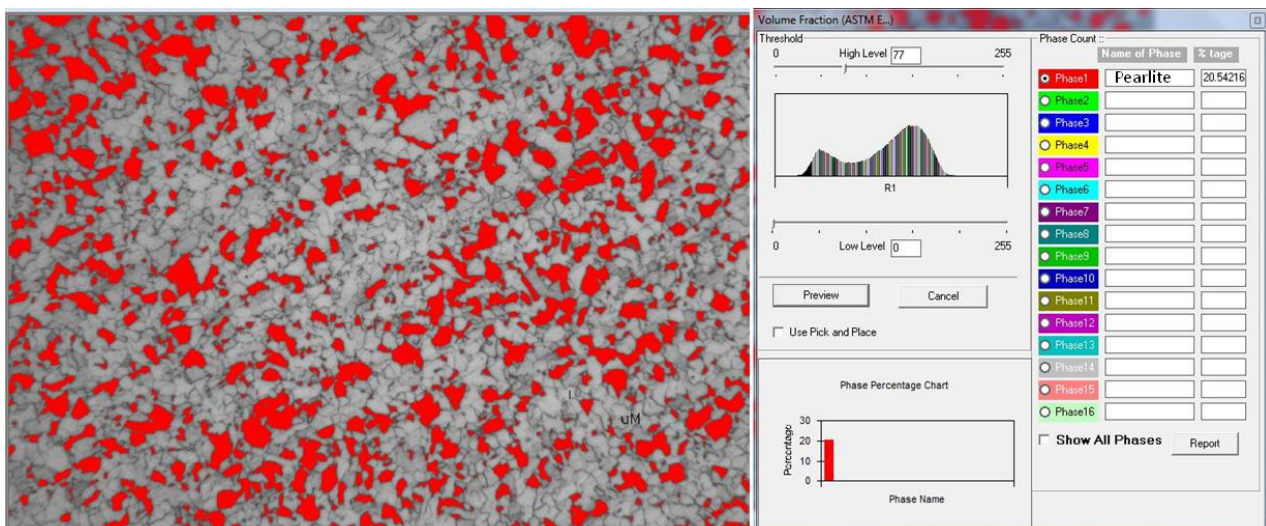 uM
Volume Fraction (ASTM E...)
Threshold
0 High Level 77 255
R1
0 Low Level 0 255
Preview Cancel
Use Pick and Place
Phase Percentage Chart
Percentage
30
20
10
0
Phase Name
Phase Count ::
Name of Phase % tage
Phase1 Pearlite 20.54216
Phase2
Phase3
Phase4
Phase5
Phase6
Phase7
Phase8
Phase9
Phase10
Phase11
Phase12
Phase13
Phase14
Phase15
Phase16
Show All Phases Report